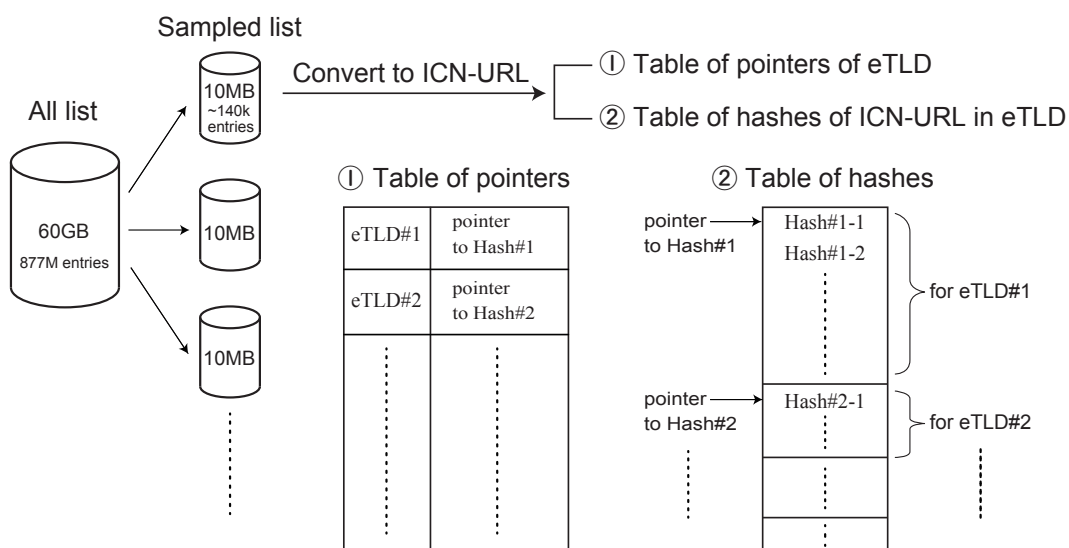 Sampled list
10MB
~140k
entries
Convert to ICN-URL
① Table of pointers of eTLD
② Table of hashes of ICN-URL in eTLD
All list
60GB
877M entries
10MB
10MB
① Table of pointers
eTLD#1
pointer
to Hash#1
eTLD#2
pointer
to Hash#2
② Table of hashes
pointer
to Hash#1
Hash#1-1
Hash#1-2
for eTLD#1
pointer
to Hash#2
Hash#2-1
for eTLD#2